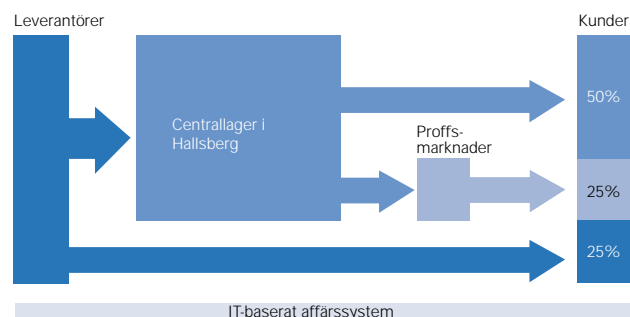 Leverantörer
Kunder
Centrallager i
Hallsberg
50%
Proffs-
marknader
25%
25%
IT-baserat affärssystem